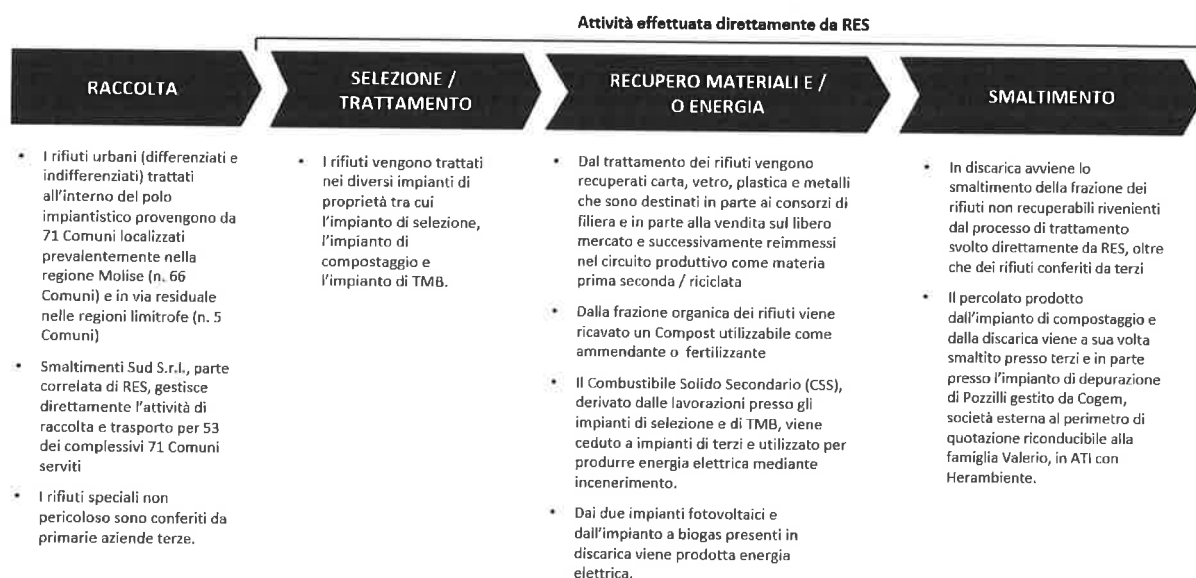 Attività effettuata direttamente da RES
RACCOLTA
• I rifiuti urbani (differenziati e
indifferenziati) trattati
all'interno del polo
impiantistico provengono da
71 Comuni localizzati
prevalentemente nella
regione Molise (n. 66
Comuni) e in via residuale
nelle regioni limitrofe (n. 5
Comuni)
• Smaltimenti Sud S.r.l., parte
correlata di RES, gestisce
direttamente l'attività di
raccolta e trasporto per 53
dei complessivi 71 Comuni
serviti
• I rifiuti speciali non
pericoloso sono conferiti da
primarie aziende terze.
SELEZIONE /
TRATTAMENTO
• I rifiuti vengono trattati
nei diversi impianti di
proprietà tra cui
l'impianto di selezione,
l'impianto di
compostaggio e
l'impianto di TMB.
RECUPERO MATERIALI E /
O ENERGIA
• Dal trattamento dei rifiuti vengono
recuperati carta, vetro, plastica e metalli
che sono destinati in parte ai consorzi di
filiera e in parte alla vendita sul libero
mercato e successivamente reimmessi
nel circuito produttivo come materia
prima seconda / riciclata
• Dalla frazione organica dei rifiuti viene
ricavato un Compost utilizzabile come
ammendante o fertilizzante
• Il Combustibile Solido Secondario (CSS),
derivato dalle lavorazioni presso gli
impianti di selezione e di TMB, viene
ceduto a impianti di terzi e utilizzato per
produrre energia elettrica mediante
incenerimento.
• Dai due impianti fotovoltaici e
dall'impianto a biogas presenti in
discarica viene prodotta energia
elettrica.
SMALTIMENTO
• In discarica avviene lo
smaltimento della frazione dei
rifiuti non recuperabili rivenienti
dal processo di trattamento
svolto direttamente da RES, oltre
che dei rifiuti conferiti da terzi
• Il percolato prodotto
dall'impianto di compostaggio e
dalla discarica viene a sua volta
smaltito presso terzi e in parte
presso l'impianto di depurazione
di Pozzilli gestito da Cogem,
società esterna al perimetro di
quotazione riconducibile alla
famiglia Valerio, in ATI con
Herambiente.